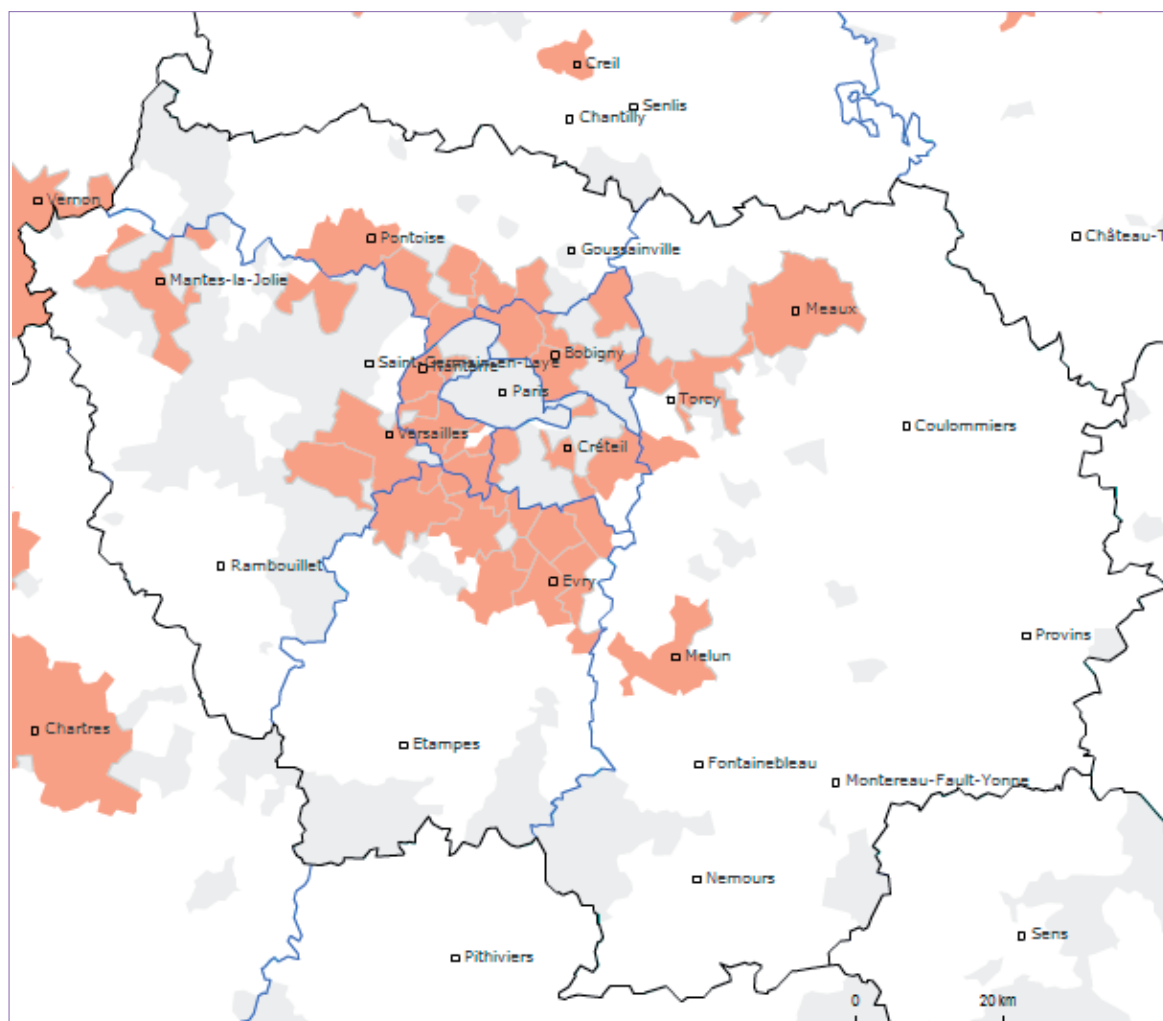 Creil
Senlis
Chantilly
Vernon
Pontoise
Château-T
Goussainville
Mantes-la-Jolie
Meaux
Bobigny
Saint-Germain-en-Laye
Nanterre
Paris
Torcy
Coulommiers
Versailles
Créteil
Rambouillet
Evry
Provins
Melun
Chartres
Etampes
Fontainebleau
Montereau-Fault-Yonne
Nemours
Sens
Pithiviers
0 20 km